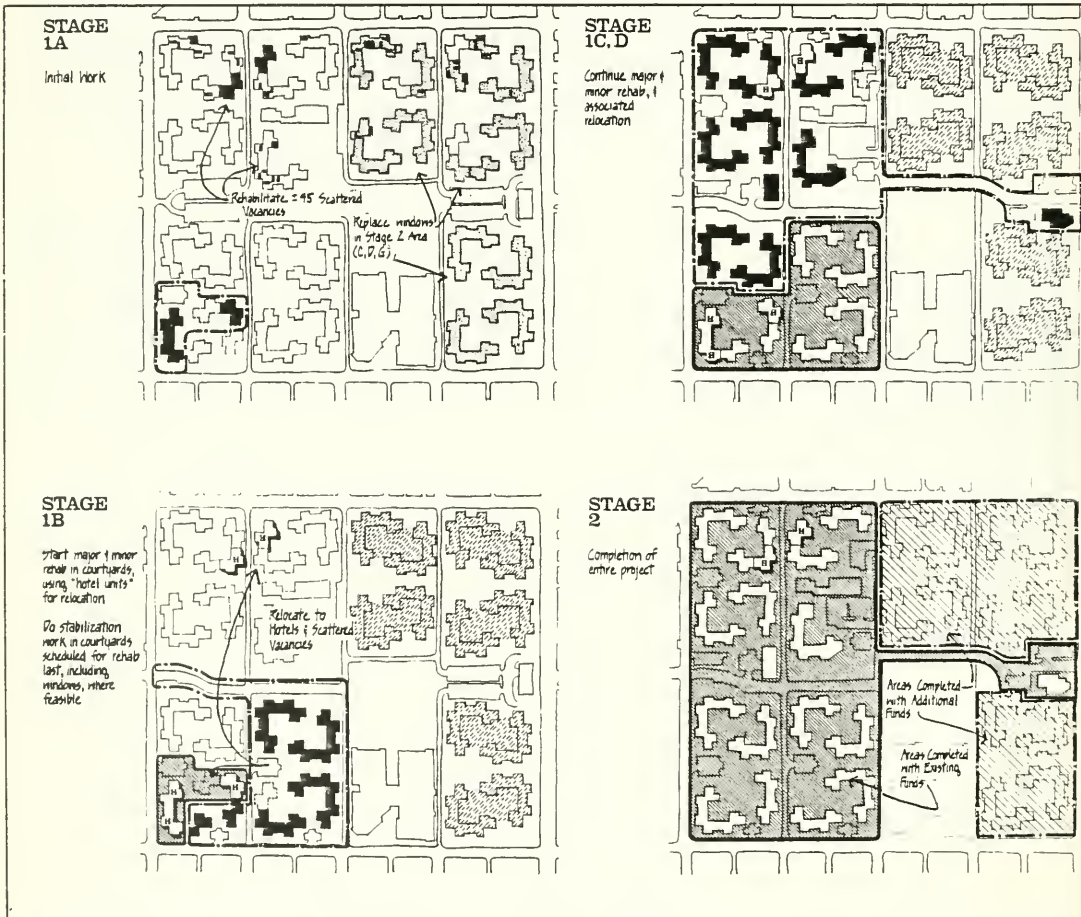 STAGE
1A
Initial Work
Rehabilitate ± 95 Scattered
Vacancies
Replace windows
in Stage 2 Area
(C,D,G)
STAGE
1C, D
Continue major &
minor rehab, &
associated
relocation
H
H
H
H
H
STAGE
1B
Start major & minor
rehab in courtyards,
using "hotel units"
for relocation
Do stabilization
work in courtyards
scheduled for rehab
last, including
windows, where
feasible
H
H
Relocate to
Hotels & Scattered
Vacancies
H
H
STAGE
2
Completion of
entire project
H
H
Areas Completed
with Additional
Funds
Areas Completed
with Existing
Funds